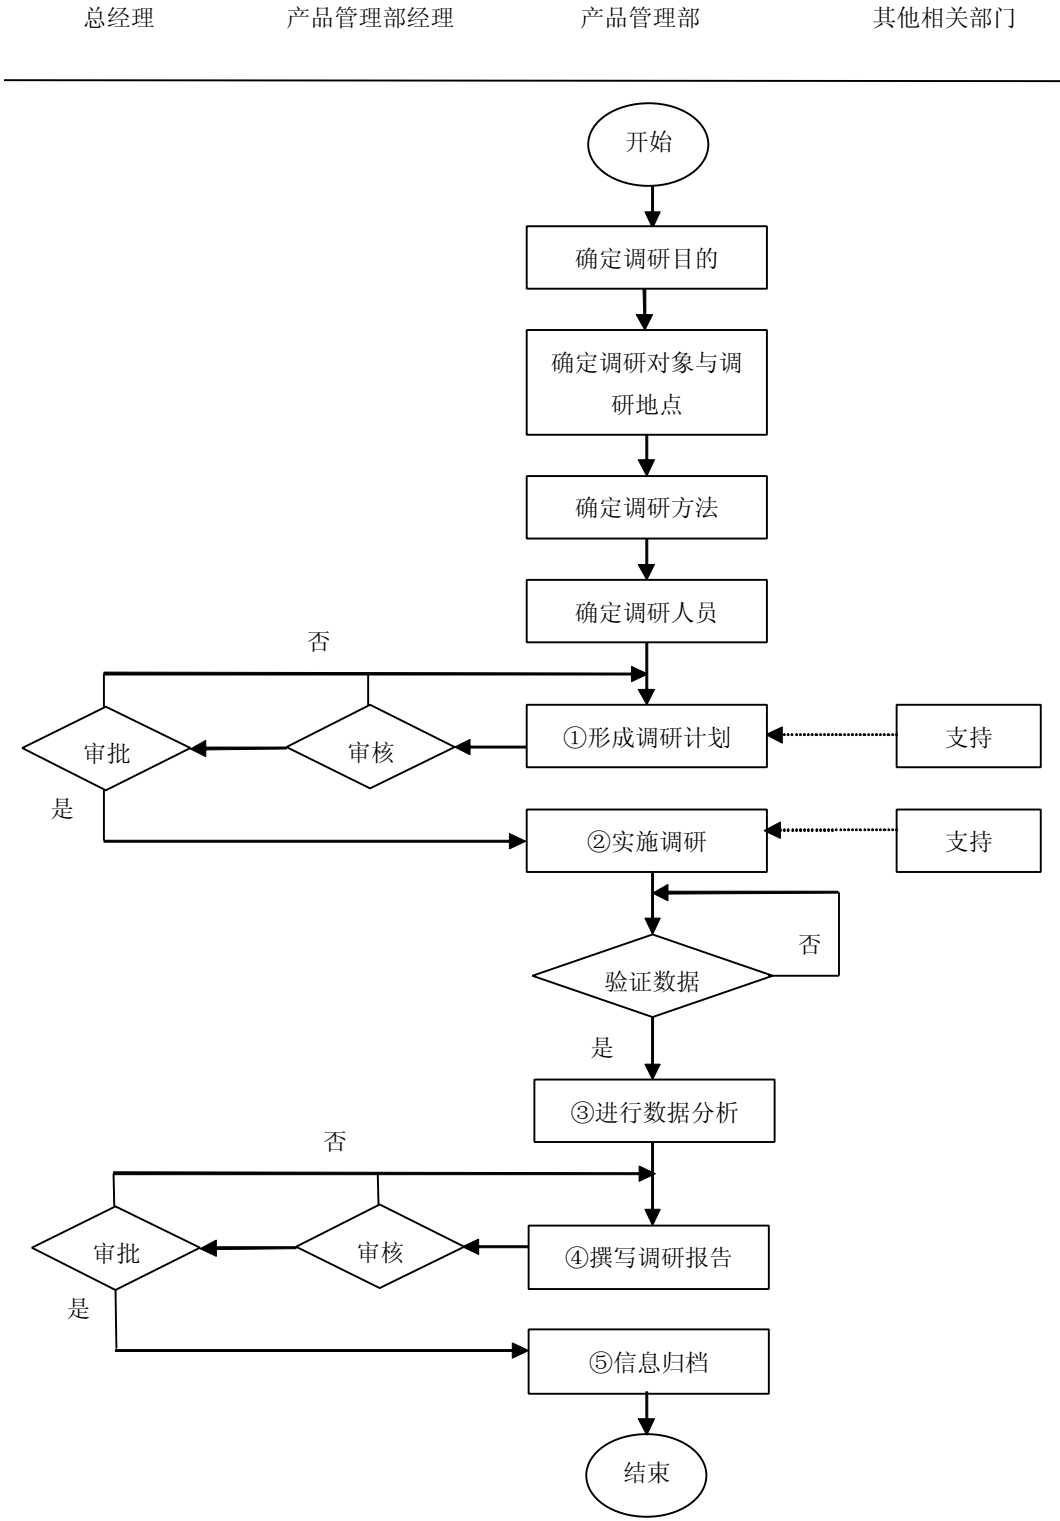 总经理 产品管理部经理 产品管理部 其他相关部门
开始
确定调研目的
确定调研对象与调
研地点
确定调研方法
确定调研人员
否
审批 审核 ①形成调研计划 支持
是
②实施调研 支持
否
验证数据
是
③进行数据分析
否
审批 审核 ④撰写调研报告
是
⑤信息归档
结束